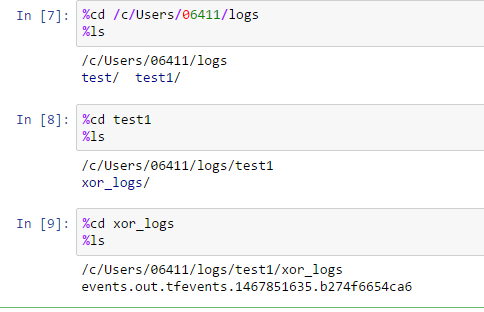 In [7]: %cd /c/Users/06411/logs
%ls
/c/Users/06411/logs
test/  test1/
In [8]: %cd test1
%ls
/c/Users/06411/logs/test1
xor_logs/
In [9]: %cd xor_logs
%ls
/c/Users/06411/logs/test1/xor_logs
events.out.tfevents.1467851635.b274f6654ca6